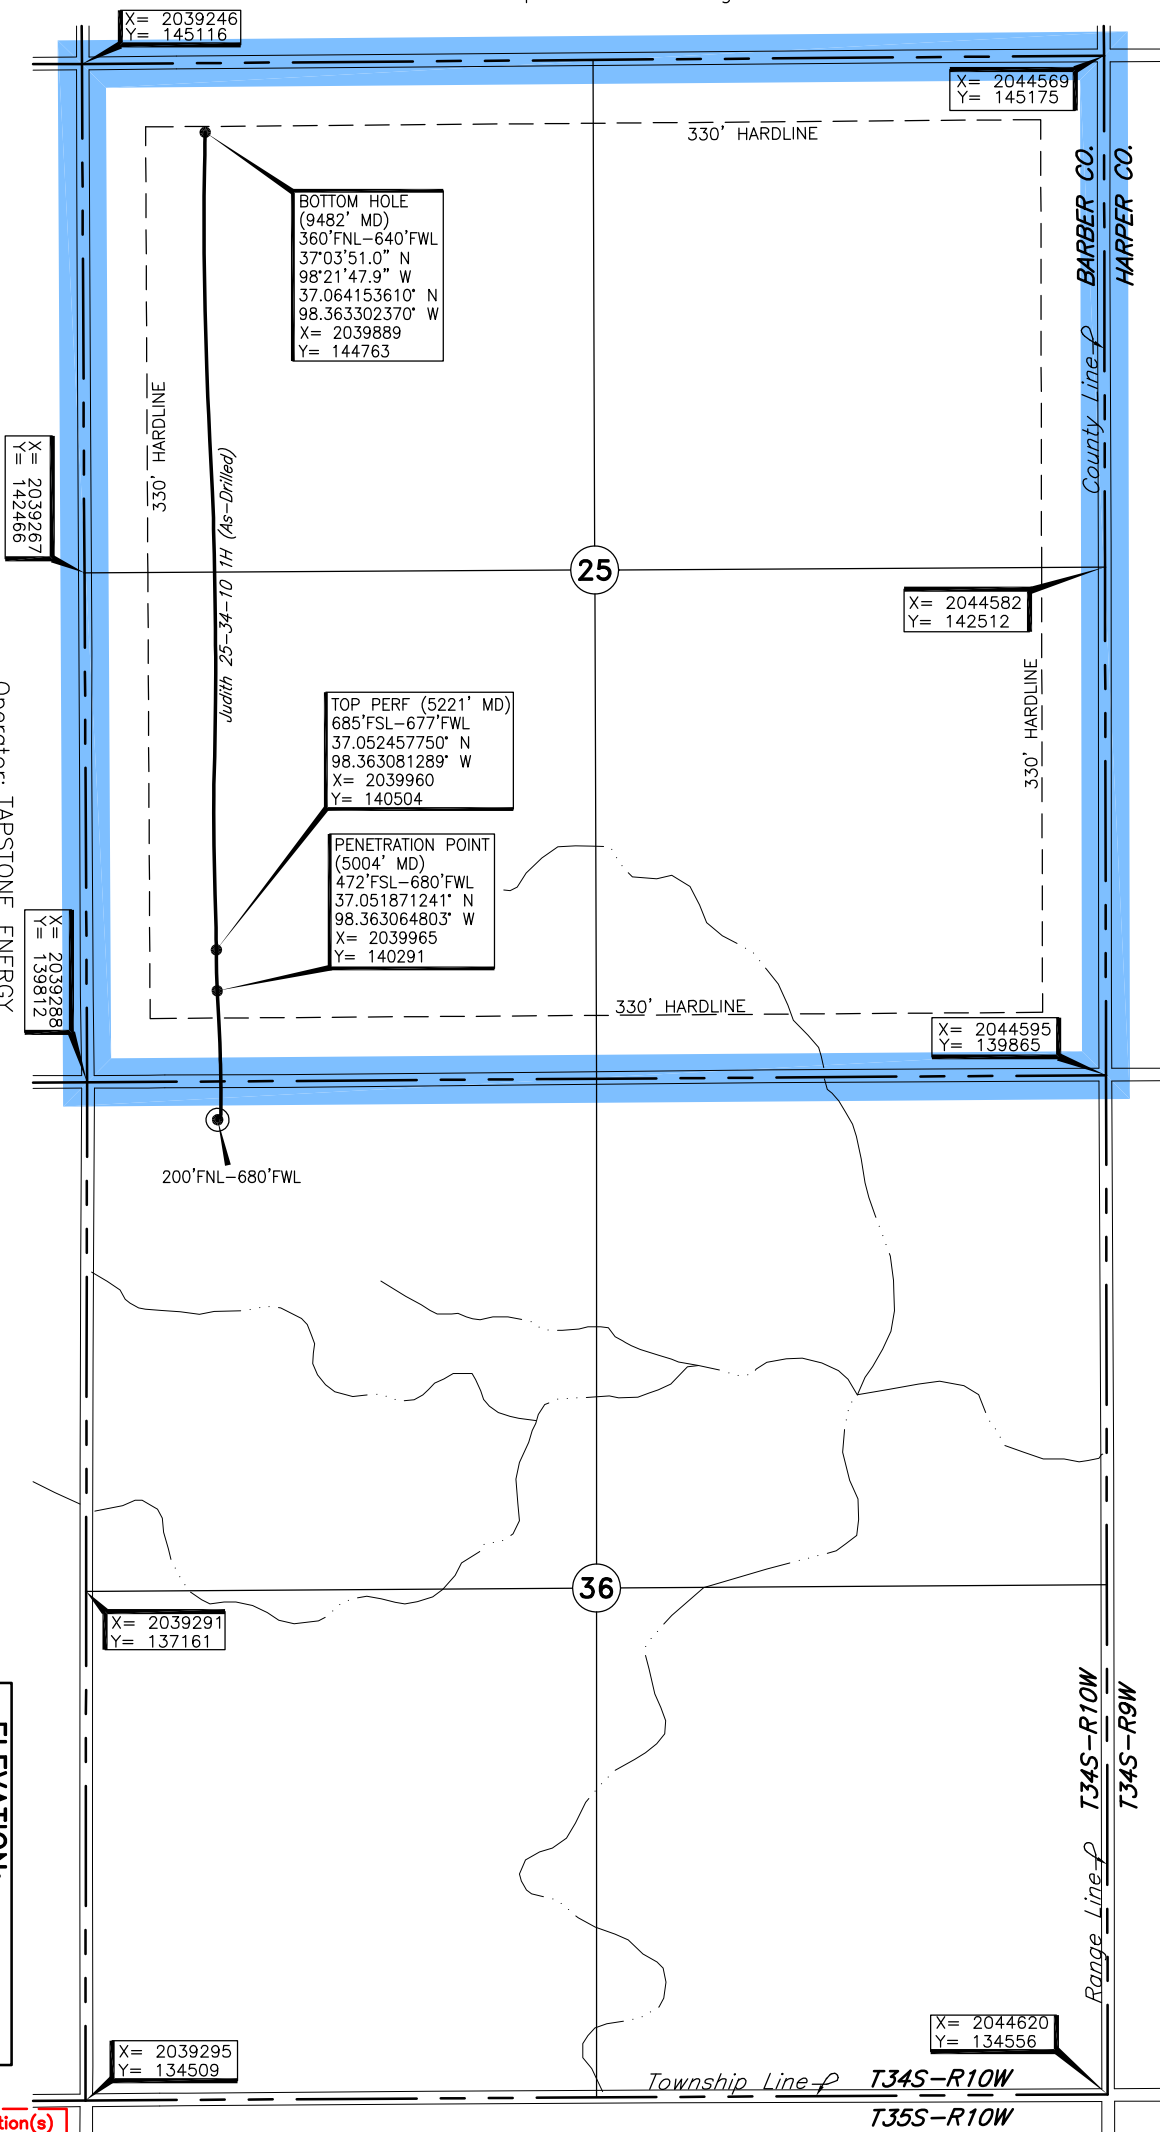 X= 2039246
Y= 145116
X= 2044569
Y= 145175
330' HARDLINE
BARBER CO.
HARPER CO.
BOTTOM HOLE
(9482' MD)
360'FNL-640'FWL
37°03'51.0" N
98°21'47.9" W
37.064153610° N
98.363302370° W
X= 2039889
Y= 144763
County Line
330' HARDLINE
X= 2039267
Y= 142466
Judith 25-34-10 1H (As-Drilled)
25
X= 2044582
Y= 142512
330' HARDLINE
TOP PERF (5221' MD)
685'FSL-677'FWL
37.052457750° N
98.363081289° W
X= 2039960
Y= 140504
Operator: TAPSTONE ENERGY
PENETRATION POINT
(5004' MD)
472'FSL-680'FWL
37.051871241° N
98.363064803° W
X= 2039965
Y= 140291
X= 2039288
Y= 139812
330' HARDLINE
X= 2044595
Y= 139865
200'FNL-680'FWL
36
X= 2039291
Y= 137161
T34S-R10W
T34S-R9W
ELEVATION:
Range Line
X= 2039295
Y= 134509
X= 2044620
Y= 134556
Township Line
T34S-R10W
T35S-R10W
tion(s)